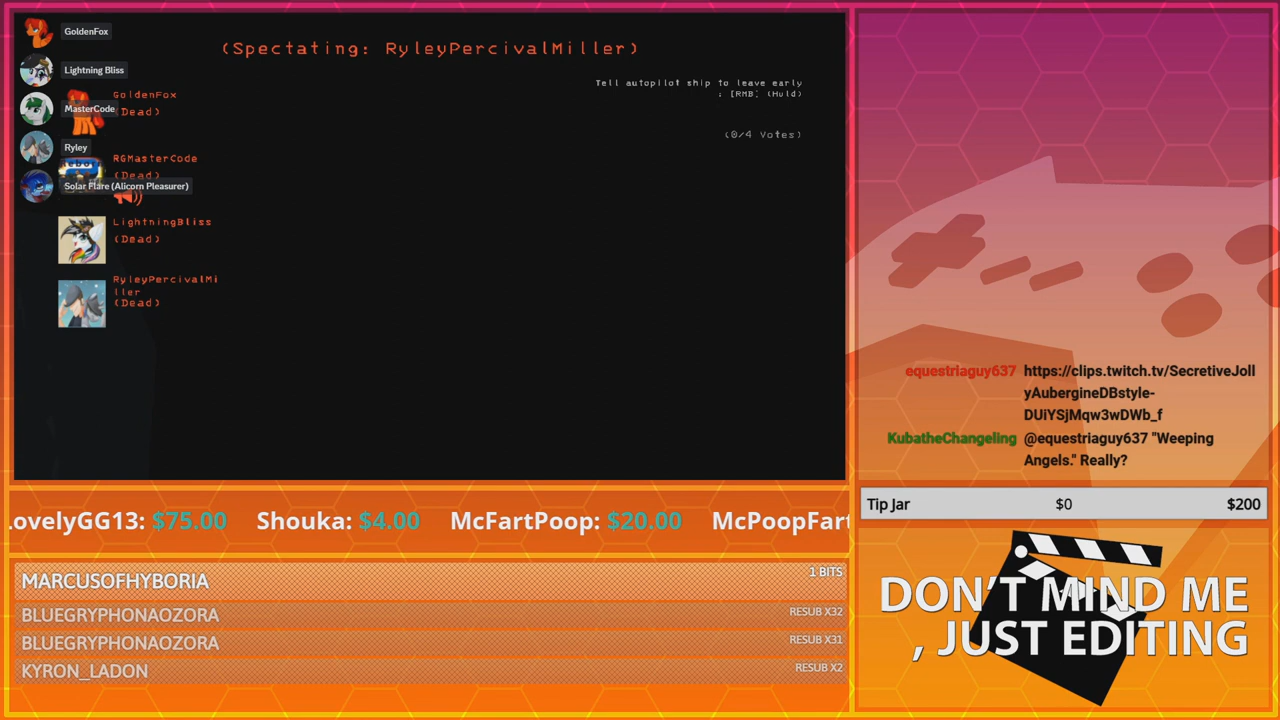 GoldenFox
Lightning Bliss
MasterCode
Ryley
Solar Flare (Alicorn Pleasurer)
(Spectating: RyleyPercivalMiller)
Tell autopilot ship to leave early
: [RMB] (Hold)
(0/4 Votes)
GoldenFox
(Dead)
RGMasterCode
(Dead)
LightningBliss
(Dead)
RyleyPercivalMi
ller
(Dead)
equestriaguy637 https://clips.twitch.tv/SecretiveJoll
yAubergineDBstyle-
DUiYSjMqw3wDWb_f
KubatheChangeling @equestriaguy637 "Weeping
Angels." Really?
Tip Jar $0 $200
.ovelyGG13: $75.00 Shouka: $4.00 McFartPoop: $20.00 McPoopFart
MARCUSOFHYBORIA 1 BITS
BLUEGRYPHONAOZORA RESUB X32
BLUEGRYPHONAOZORA RESUB X31
KYRON_LADON RESUB X2
DON'T MIND ME
, JUST EDITING